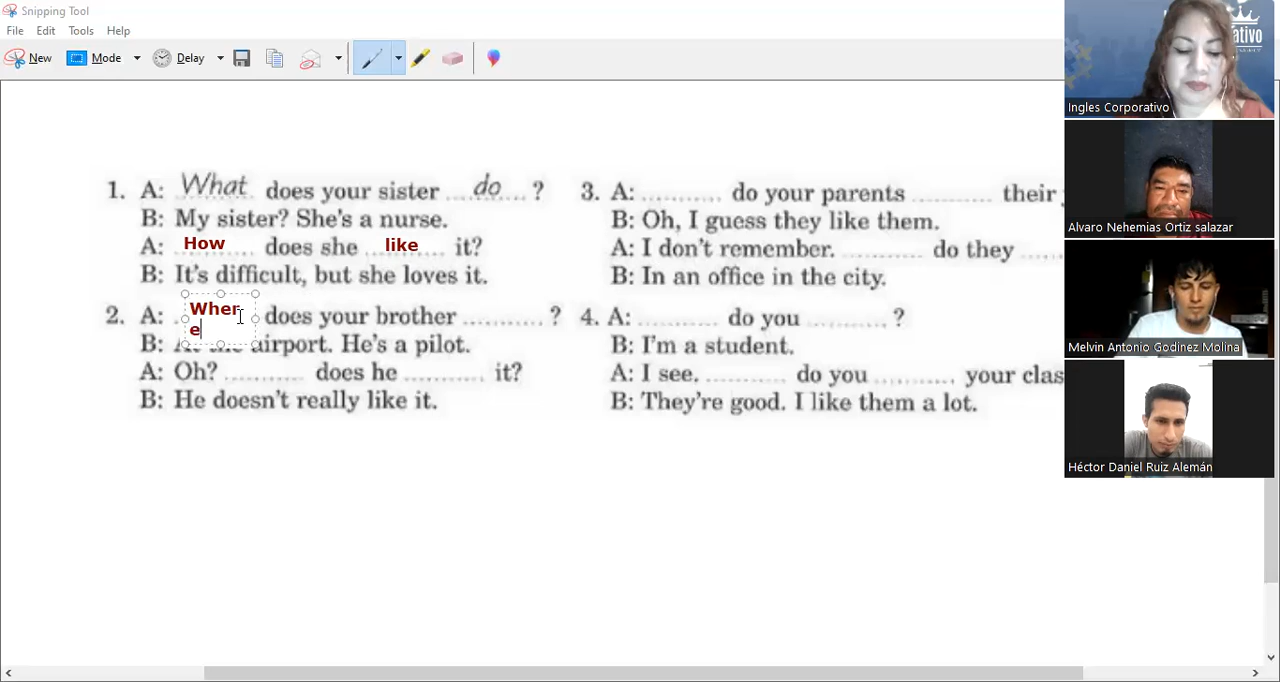 Snipping Tool
File Edit Tools Help
New Mode Delay
1. A: What does your sister do ?
B: My sister? She's a nurse.
A: How does she like it?
B: It's difficult, but she loves it.
2. A: Where does your brother ............ ?
B: At the airport. He's a pilot.
A: Oh? ............ does he ............ it?
B: He doesn't really like it.
3. A: ............ do your parents ............ their
B: Oh, I guess they like them.
A: I don't remember. ............ do they ......
B: In an office in the city.
4. A: ............ do you ............ ?
B: I'm a student.
A: I see. ............ do you ............ your clas
B: They're good. I like them a lot.
ativo
Ingles Corporativo
Alvaro Nehemias Ortiz salazar
Melvin Antonio Godinez Molina
Héctor Daniel Ruiz Alemán